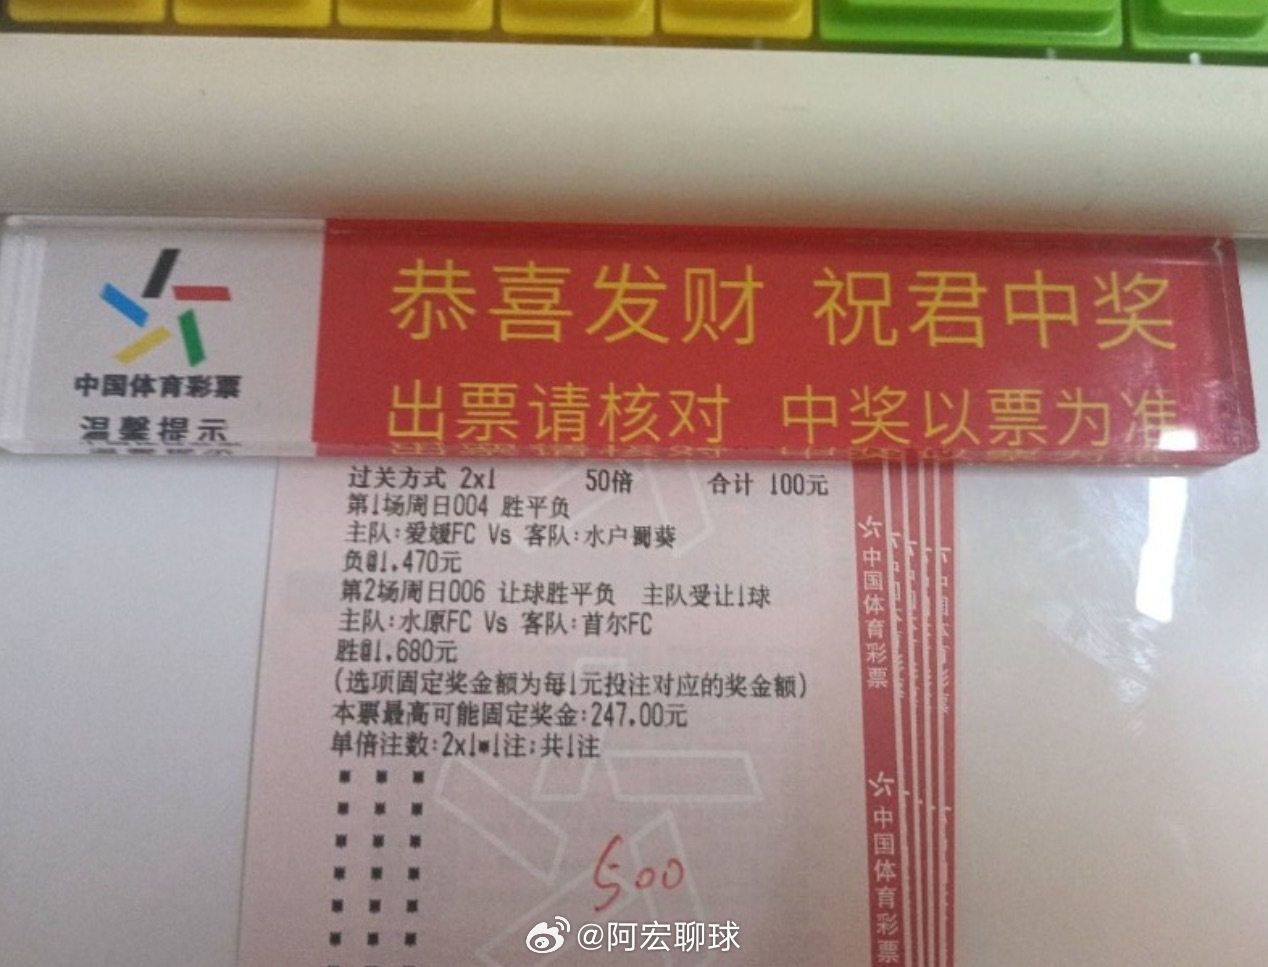 恭喜发财 祝君中奖
出票请核对 中奖以票为准
中国体育彩票
温馨提示
过关方式 2x1 50倍 合计 100元
第1场周日004 胜平负
主队:爱媛FC Vs 客队:水户蜀葵
负@1.470元
第2场周日006 让球胜平负 主队受让1球
主队:水原FC Vs 客队:首尔FC
胜@1.680元
(选项固定奖金额为每1元投注对应的奖金额)
本票最高可能固定奖金:247.00元
单倍注数:2x1*1注;共1注
500
中国体育彩票
中国体育彩票
@阿宏聊球